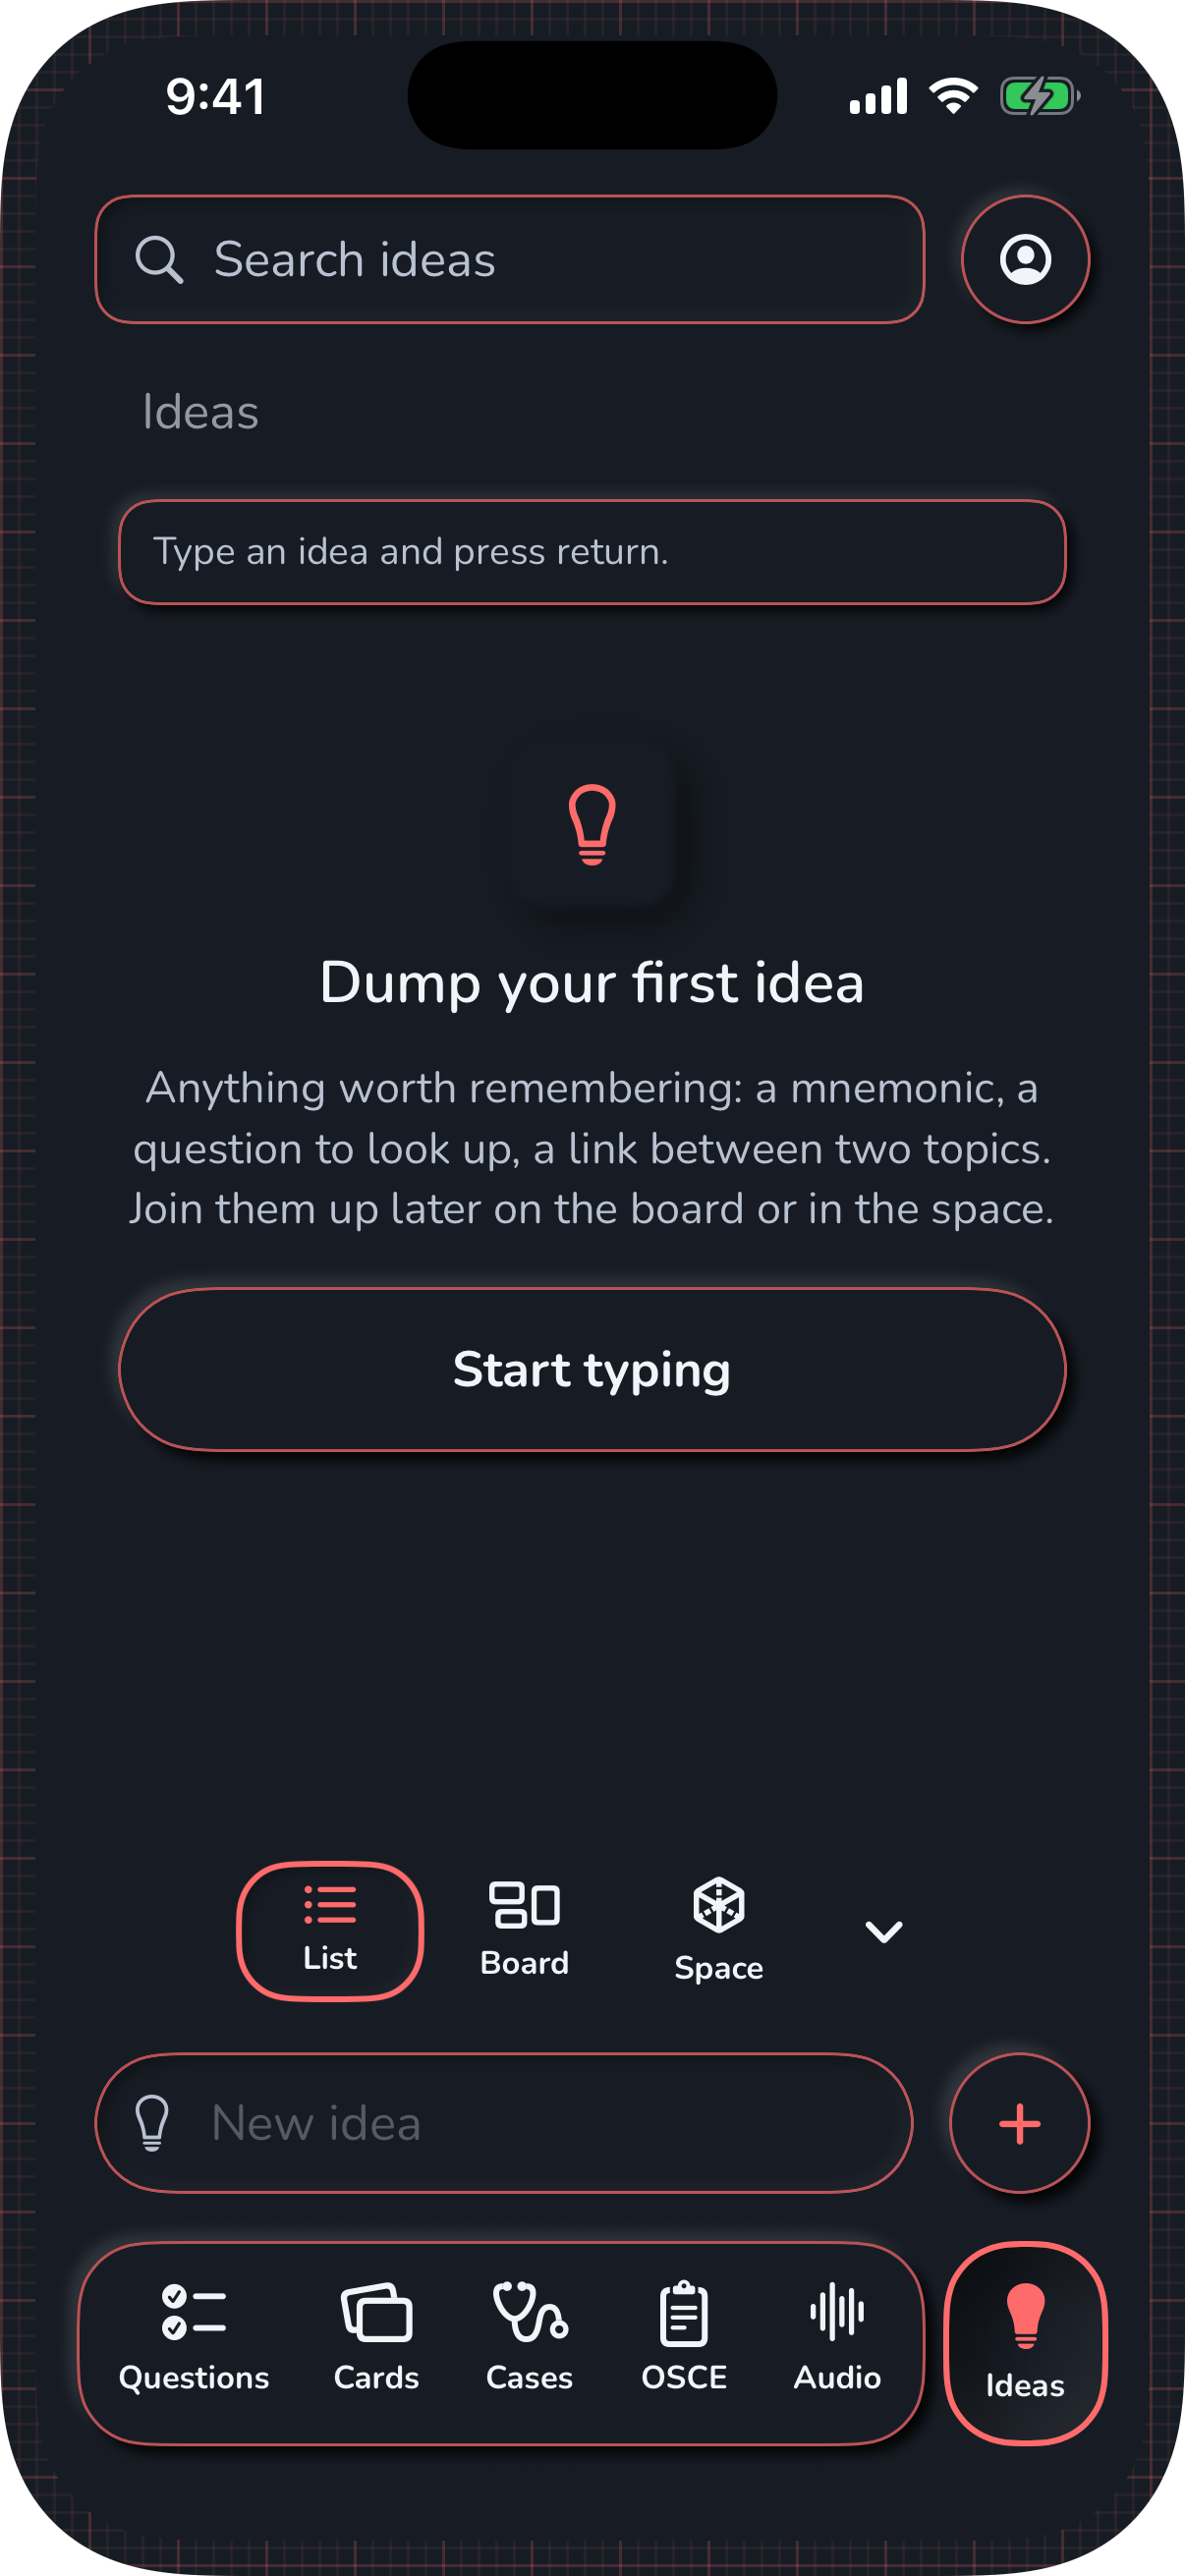 9:41
Search ideas
Ideas
Type an idea and press return.
Dump your first idea
Anything worth remembering: a mnemonic, a
question to look up, a link between two topics.
Join them up later on the board or in the space.
Start typing
List
Board
Space
New idea
Questions
Cards
Cases
OSCE
Audio
Ideas